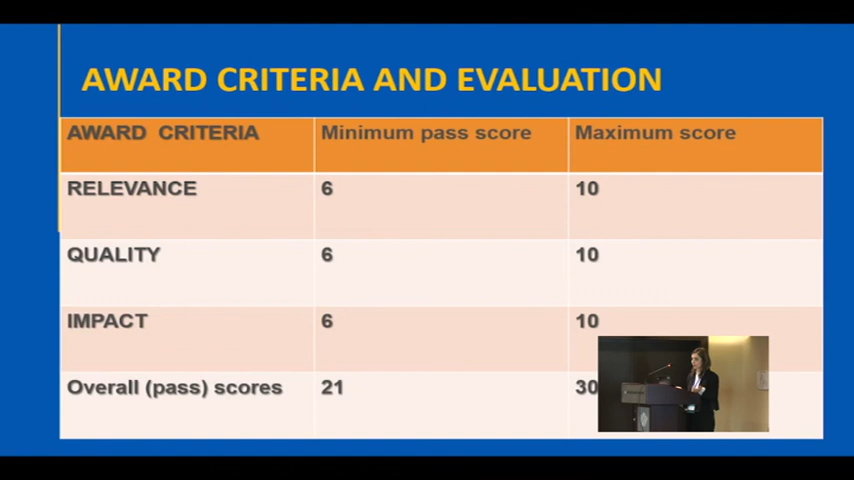 AWARD CRITERIA AND EVALUATION
AWARD CRITERIA Minimum pass score Maximum score
RELEVANCE 6 10
QUALITY 6 10
IMPACT 6 10
Overall (pass) scores 21 30